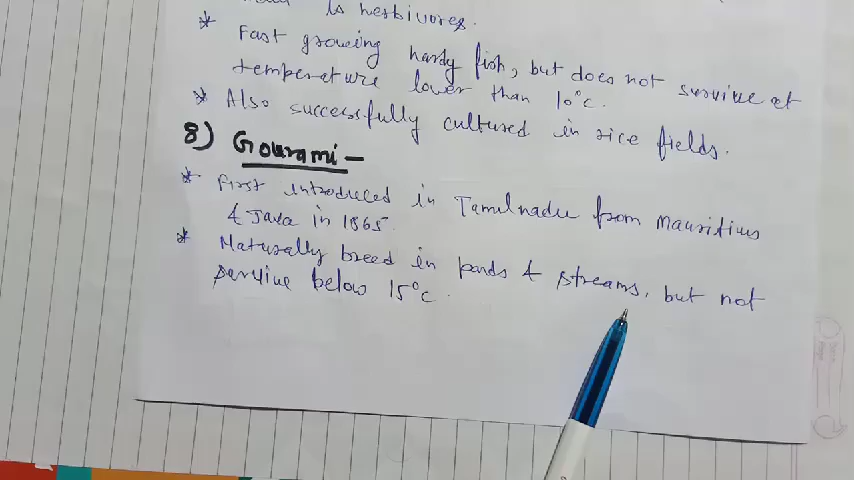 is herbivores.
* Fast growing hardy fish, but does not survive at
temperature lower than 10°c.
* Also successfully cultured in rice fields.
8) Gourami -
* First introduced in Tamilnadu from Mauritius
& Java in 1865.
* Naturally breed in ponds & streams, but not
survive below 15°c.